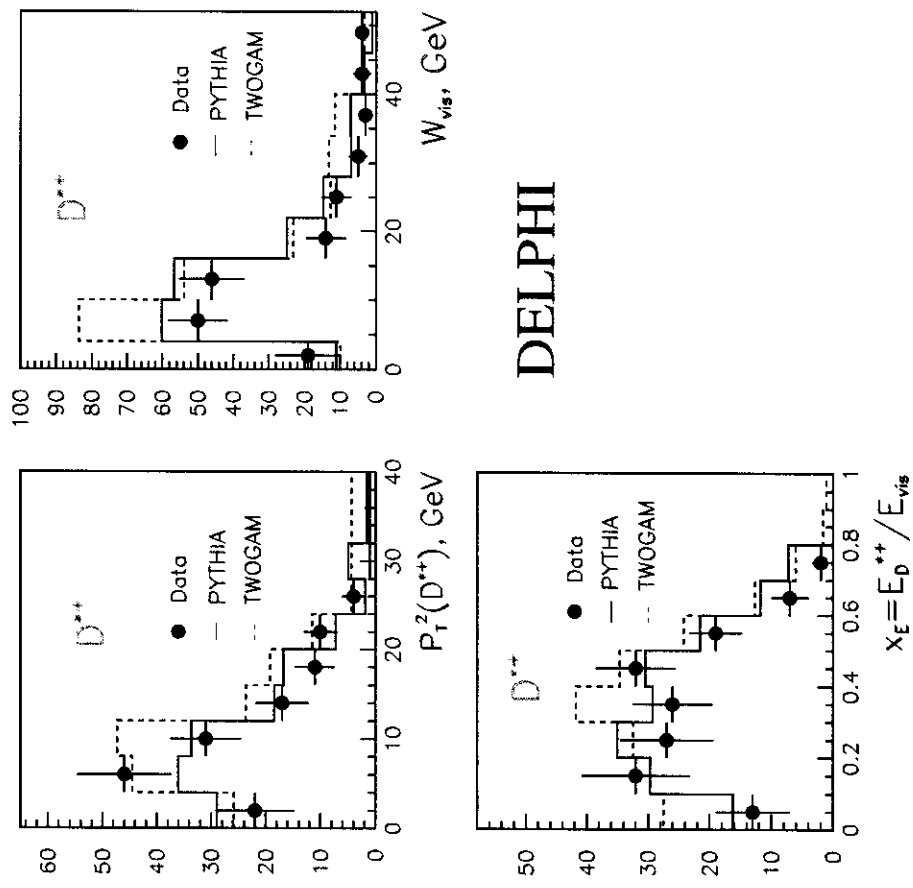 D*+
Data
PYTHIA
TWOGAM
65
60
50
40
30
20
10
0
0 10 20 30 40
P_T²(D*+), GeV
D*+
Data
PYTHIA
TWOGAM
100
90
80
70
60
50
40
30
20
10
0
0 20 40
W_vis, GeV
D*+
Data
PYTHIA
TWOGAM
50
40
30
20
10
0
0 0.2 0.4 0.6 0.8 1
x_E=E_D*+/E_vis
DELPHI